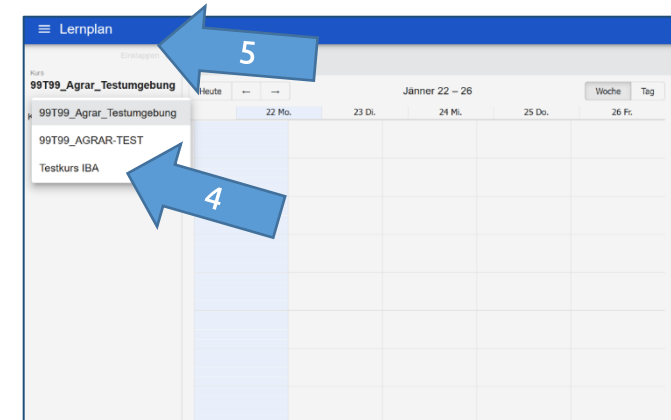 Lernplan
Einklappen
5
Kurs
99T99_Agrar_Testumgebung
Heute ← → Jänner 22 – 26 Woche Tag
99T99_Agrar_Testumgebung
22 Mo. 23 Di. 24 Mi. 25 Do. 26 Fr.
99T99_AGRAR-TEST
Testkurs IBA
4